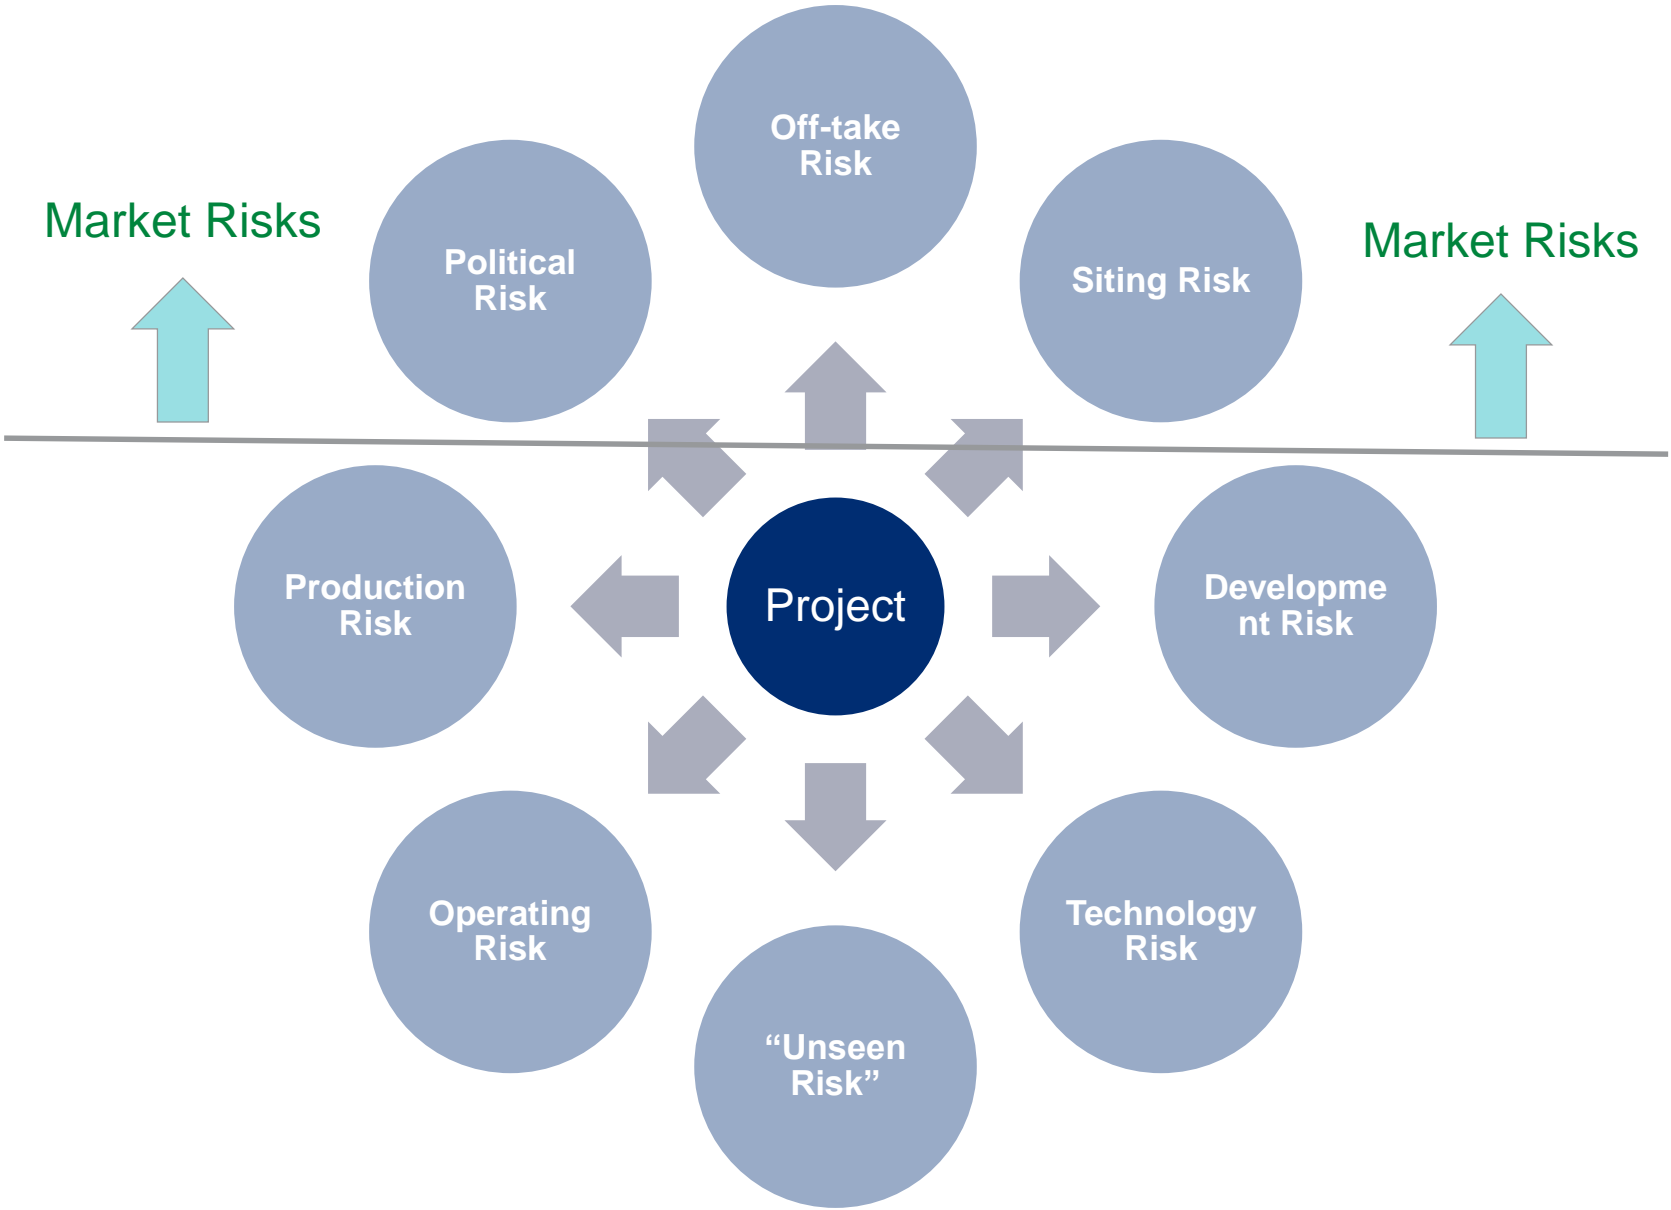 Off-take
Risk
Market Risks
Market Risks
Political
Risk
Siting Risk
Production
Risk
Project
Developme
nt Risk
Operating
Risk
Technology
Risk
“Unseen
Risk”